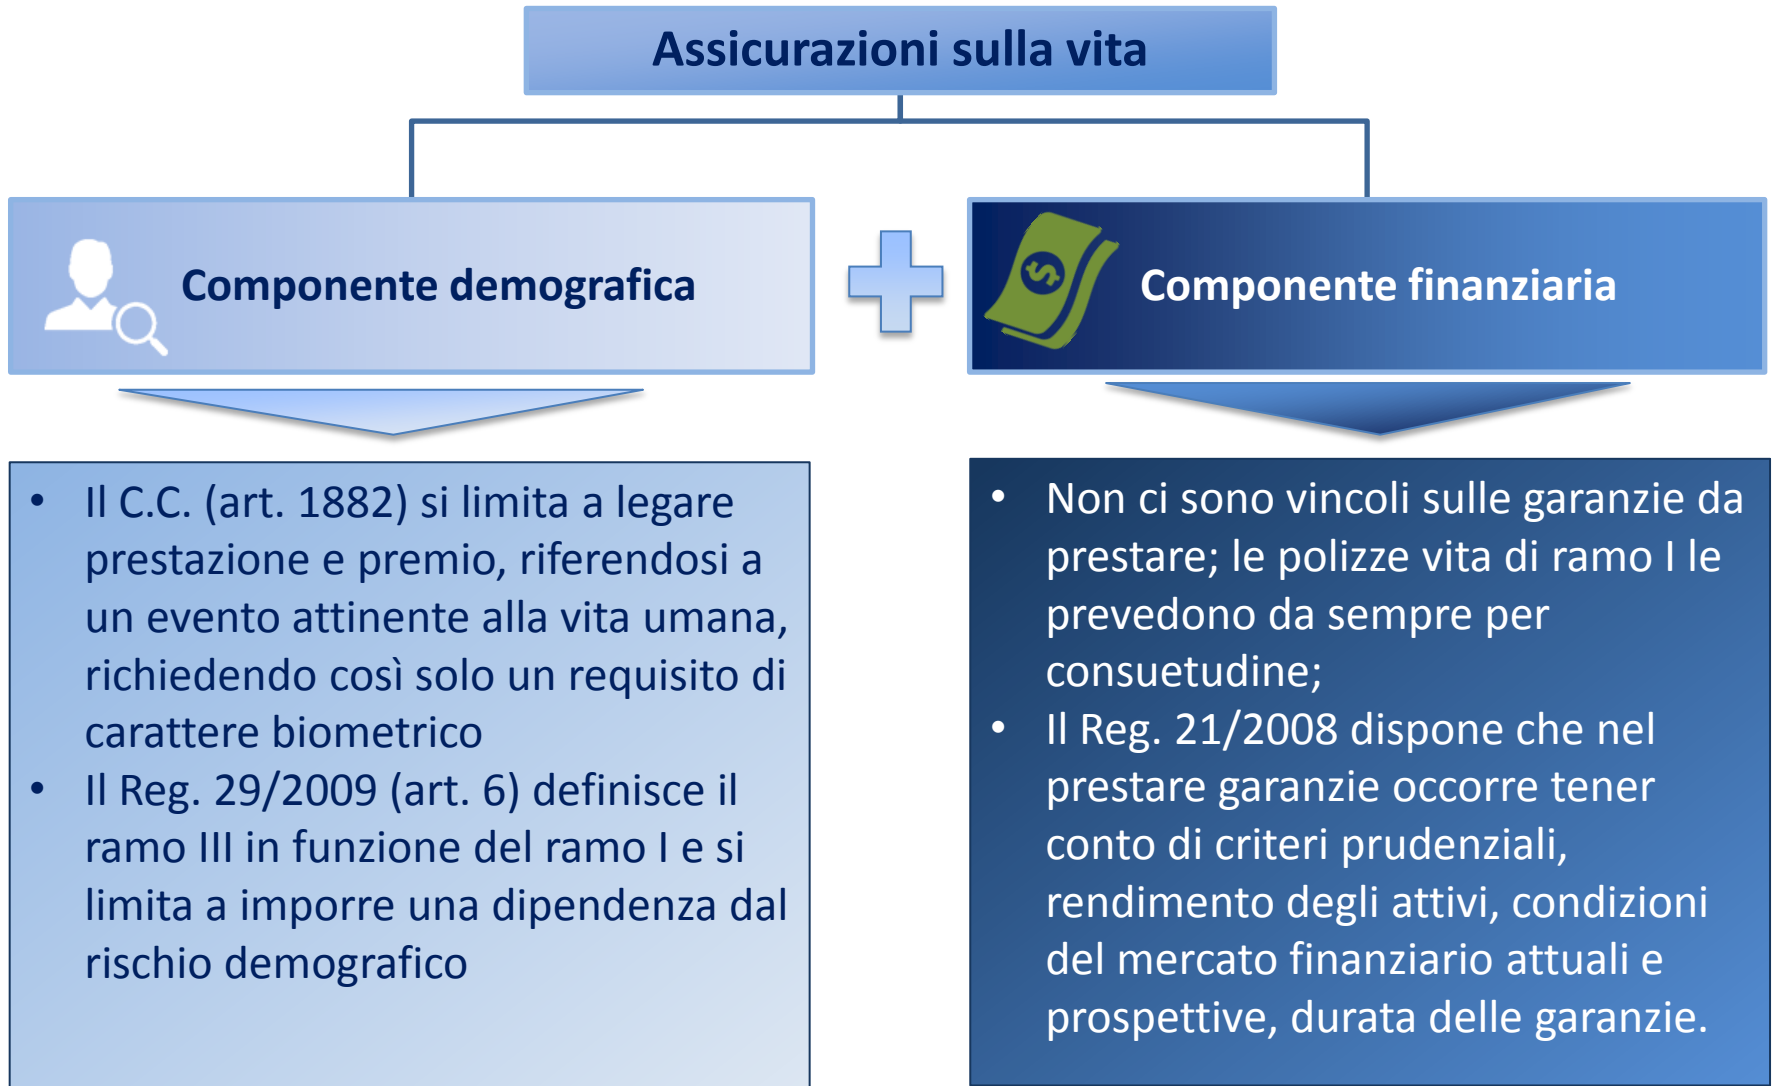 Assicurazioni sulla vita
Componente demografica
Componente finanziaria
• Il C.C. (art. 1882) si limita a legare
prestazione e premio, riferendosi a
un evento attinente alla vita umana,
richiedendo così solo un requisito di
carattere biometrico
• Il Reg. 29/2009 (art. 6) definisce il
ramo III in funzione del ramo I e si
limita a imporre una dipendenza dal
rischio demografico
• Non ci sono vincoli sulle garanzie da
prestare; le polizze vita di ramo I le
prevedono da sempre per
consuetudine;
• Il Reg. 21/2008 dispone che nel
prestare garanzie occorre tener
conto di criteri prudenziali,
rendimento degli attivi, condizioni
del mercato finanziario attuali e
prospettive, durata delle garanzie.